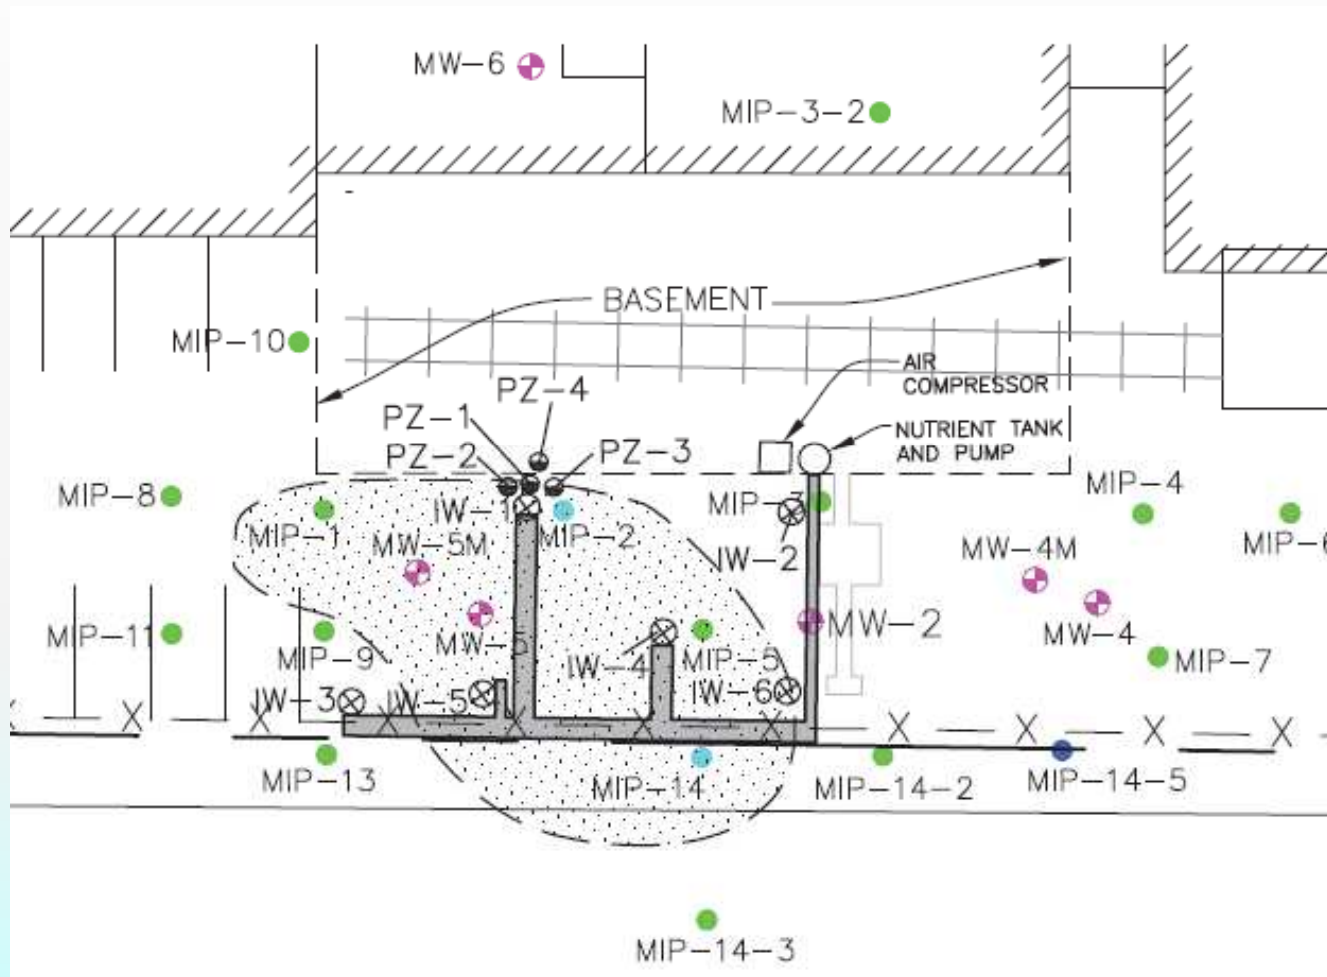 MW-6
MIP-3-2
BASEMENT
MIP-10
AIR
COMPRESSOR
PZ-4
PZ-1
NUTRIENT TANK
AND PUMP
PZ-2
PZ-3
MIP-8
MIP-4
MIP-1
IW-1
MIP-2
MIP-3
MIP-6
MW-5M
IW-2
MW-4M
MIP-11
MIP-9
MW-5
IW-4
MIP-5
MW-2
MW-4
MIP-7
IW-3
IW-5
IW-6
X X X X X X X X X X X
MIP-13
MIP-14
MIP-14-2
MIP-14-5
MIP-14-3